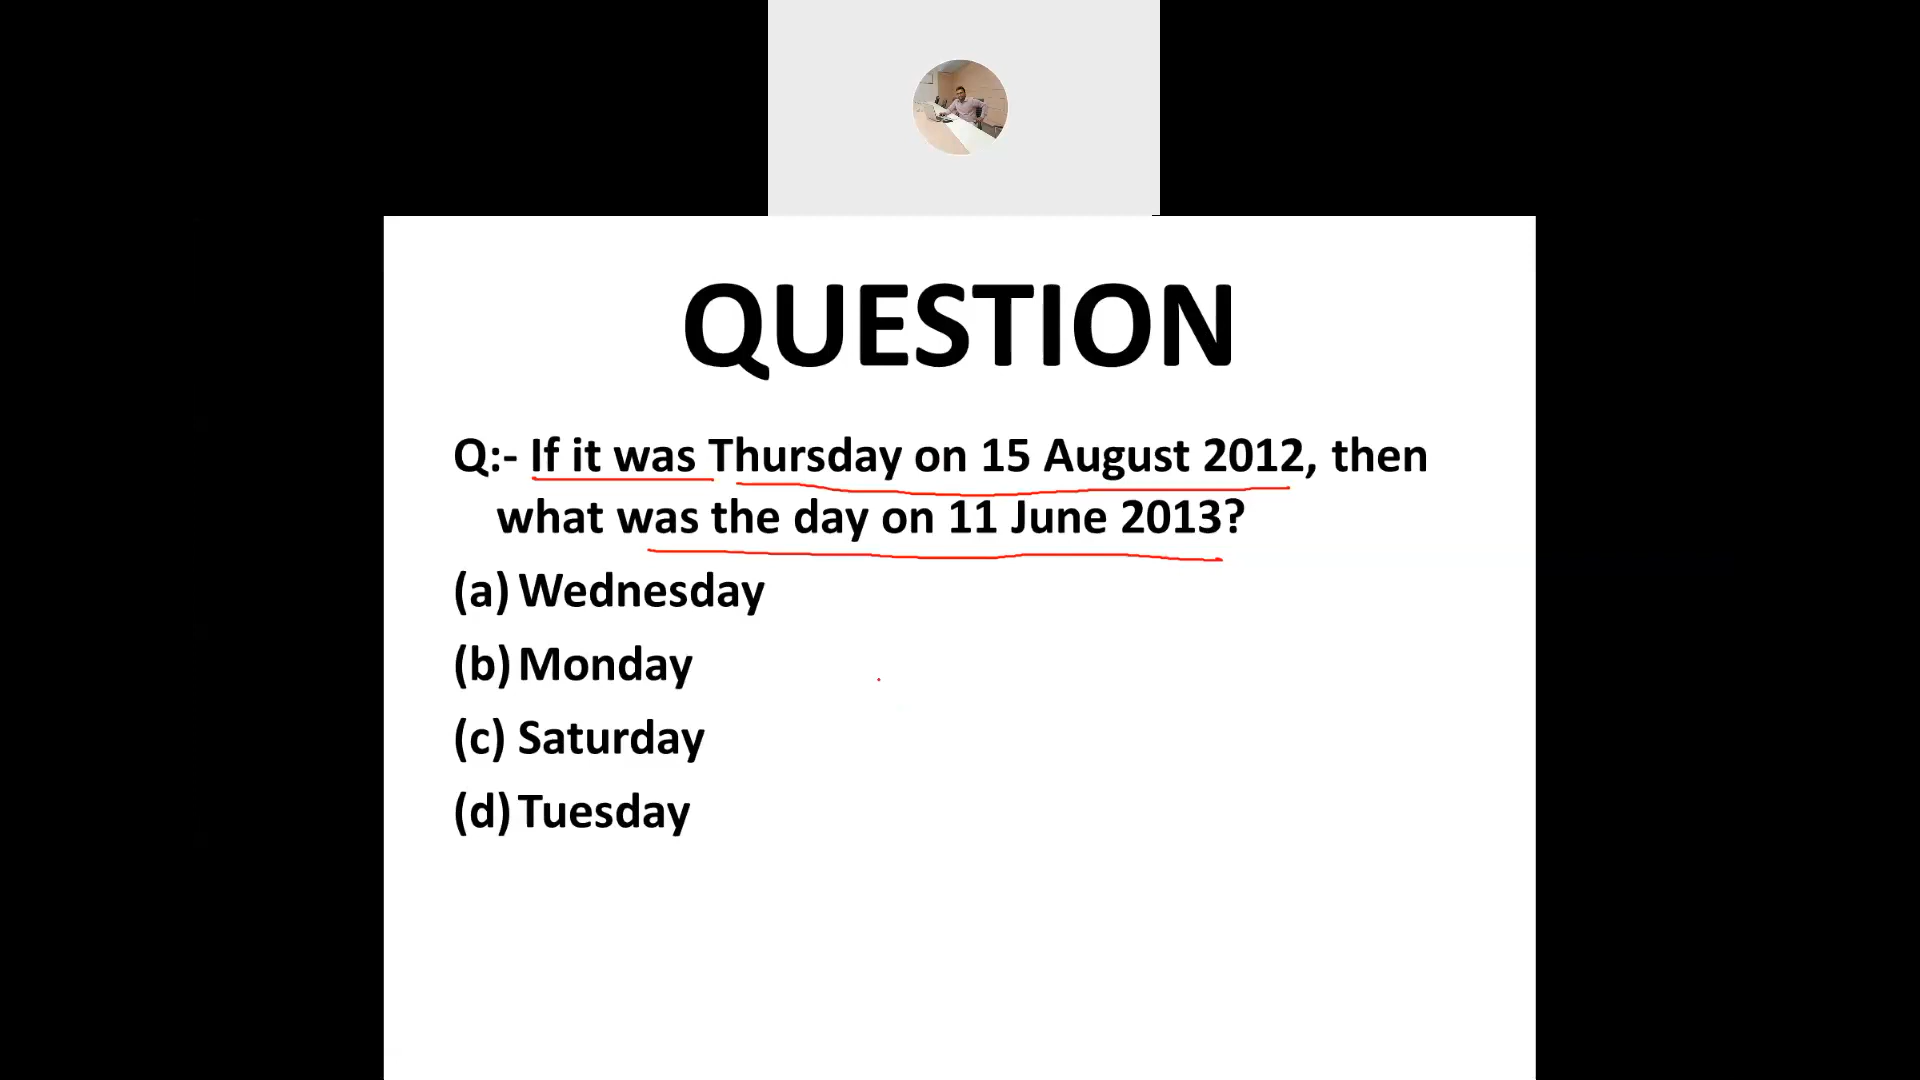 QUESTION
Q:- If it was Thursday on 15 August 2012, then
what was the day on 11 June 2013?
(a) Wednesday
(b) Monday
(c) Saturday
(d) Tuesday